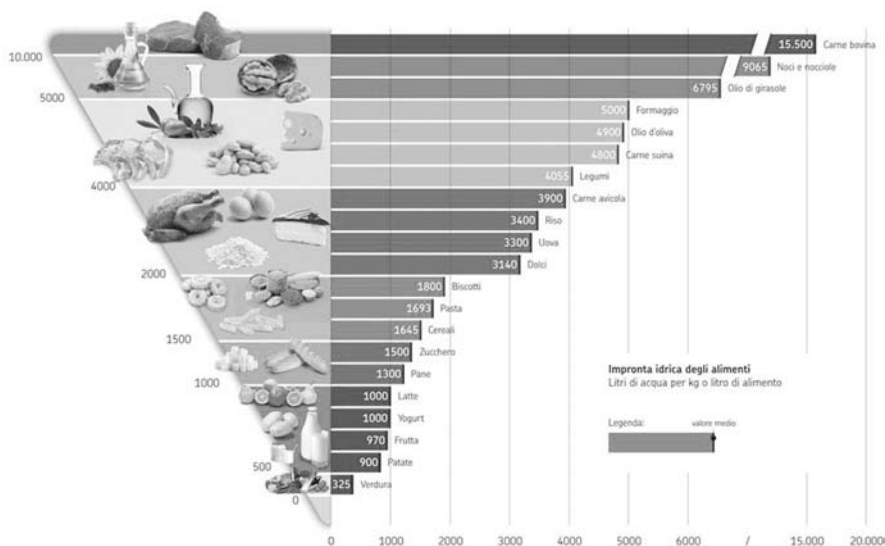 15.500 Carne bovina
10.000
9065 Noci e nocciole
6795 Olio di girasole
5000
5000 Formaggio
4900 Olio d'oliva
4800 Carne suina
4055 Legumi
4000
3900 Carne avicola
3400 Riso
3300 Uova
3140 Dolci
2000
1800 Biscotti
1693 Pasta
1645 Cereali
1500
1500 Zucchero
1300 Pane
1000
1000 Latte
1000 Yogurt
970 Frutta
900 Patate
500
325 Verdura
0
Impronta idrica degli alimenti
Litri di acqua per kg o litro di alimento
Legenda: valore medio
0 1000 2000 3000 4000 5000 6000 / 15.000 20.000